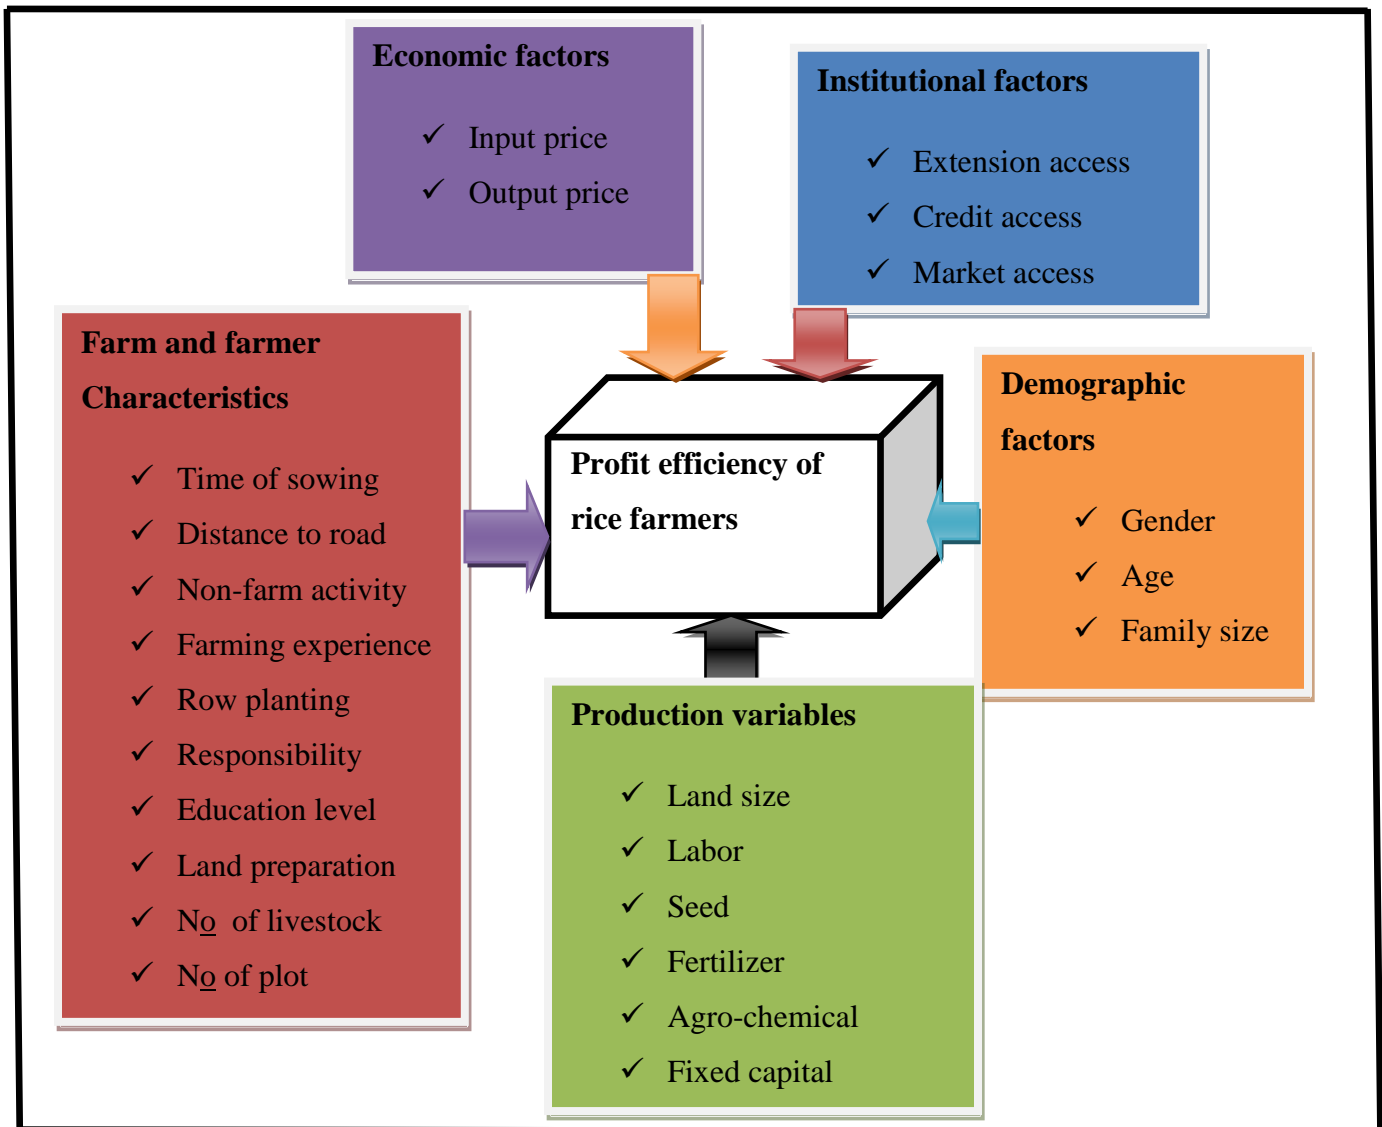 Economic factors
✓ Input price
✓ Output price
Institutional factors
✓ Extension access
✓ Credit access
✓ Market access
Farm and farmer
Characteristics
✓ Time of sowing
✓ Distance to road
✓ Non-farm activity
✓ Farming experience
✓ Row planting
✓ Responsibility
✓ Education level
✓ Land preparation
✓ No of livestock
✓ No of plot
Profit efficiency of
rice farmers
Demographic
factors
✓ Gender
✓ Age
✓ Family size
Production variables
✓ Land size
✓ Labor
✓ Seed
✓ Fertilizer
✓ Agro-chemical
✓ Fixed capital